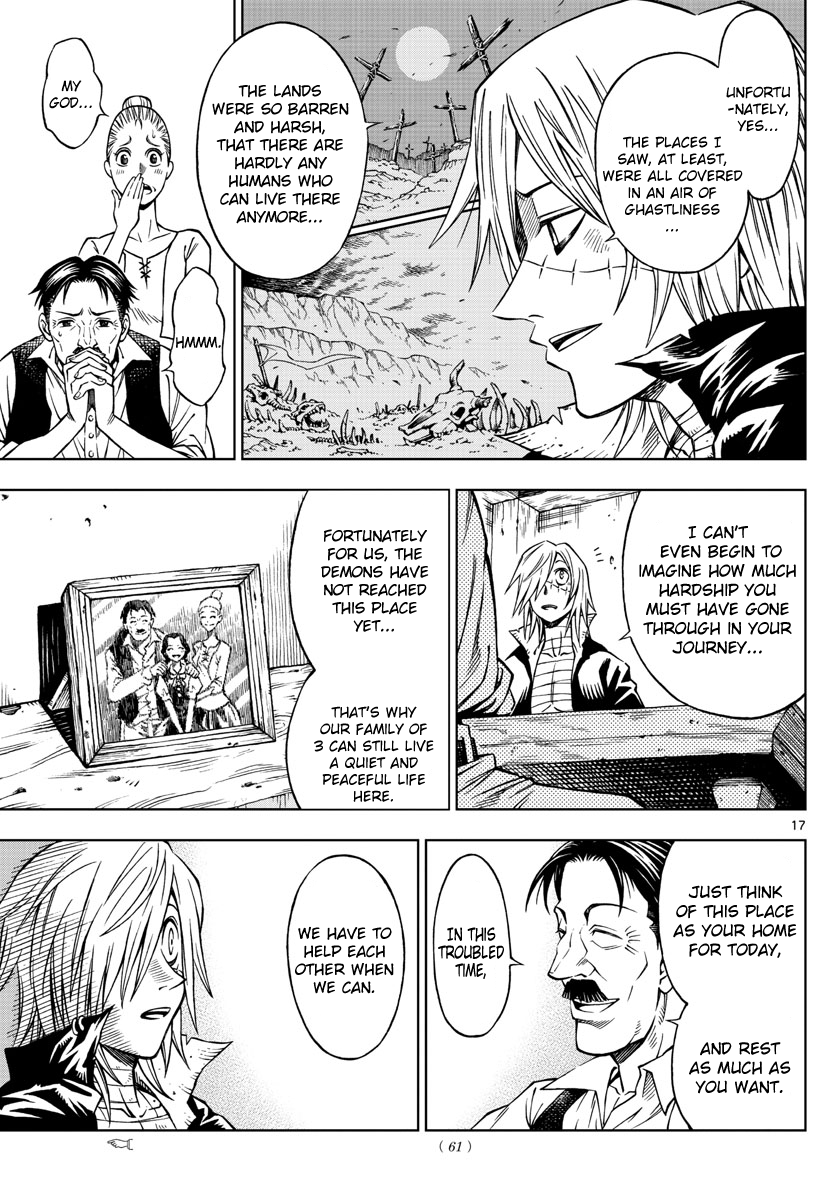 UNFORTU
-NATELY,
YES...
THE PLACES I
SAW, AT LEAST,
WERE ALL COVERED
IN AN AIR OF
GHASTLINESS
...
THE LANDS
WERE SO BARREN
AND HARSH,
THAT THERE ARE
HARDLY ANY
HUMANS WHO
CAN LIVE THERE
ANYMORE...
MY
GOD...
HMMM.
I CAN'T
EVEN BEGIN TO
IMAGINE HOW MUCH
HARDSHIP YOU
MUST HAVE GONE
THROUGH IN YOUR
JOURNEY...
FORTUNATELY
FOR US, THE
DEMONS HAVE
NOT REACHED
THIS PLACE
YET...
THAT'S WHY
OUR FAMILY OF
3 CAN STILL LIVE
A QUIET AND
PEACEFUL LIFE
HERE.
17
JUST THINK
OF THIS PLACE
AS YOUR HOME
FOR TODAY,
AND REST
AS MUCH AS
YOU WANT.
IN THIS
TROUBLED
TIME,
WE HAVE TO
HELP EACH
OTHER WHEN
WE CAN.
( 61 )